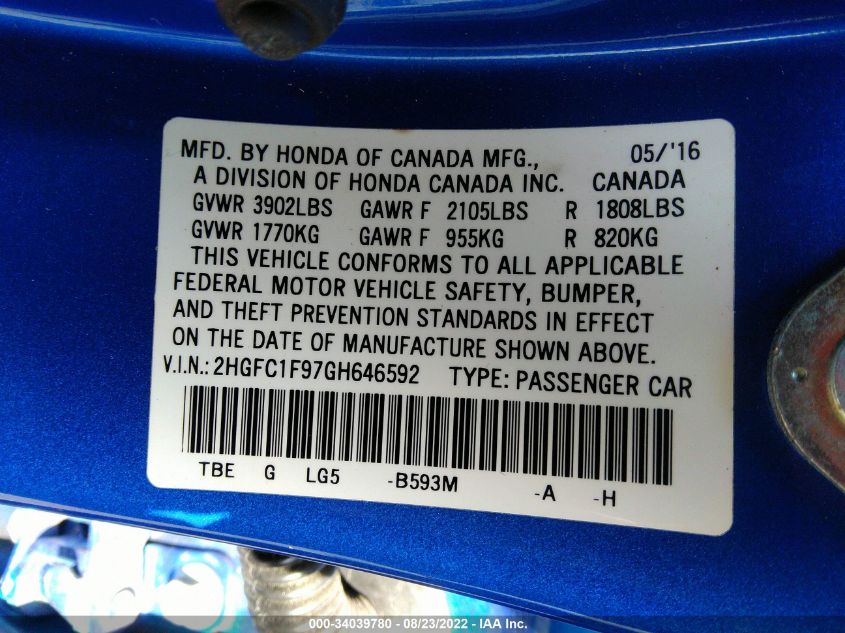 MFD. BY HONDA OF CANADA MFG., 05/'16
A DIVISION OF HONDA CANADA INC. CANADA
GVWR 3902LBS GAWR F 2105LBS R 1808LBS
GVWR 1770KG GAWR F 955KG R 820KG
THIS VEHICLE CONFORMS TO ALL APPLICABLE
FEDERAL MOTOR VEHICLE SAFETY, BUMPER,
AND THEFT PREVENTION STANDARDS IN EFFECT
ON THE DATE OF MANUFACTURE SHOWN ABOVE.
V.I.N.: 2HGFC1F97GH646592 TYPE: PASSENGER CAR
TBE G LG5 -B593M -A -H
000-34039780 - 08/23/2022 - IAA Inc.